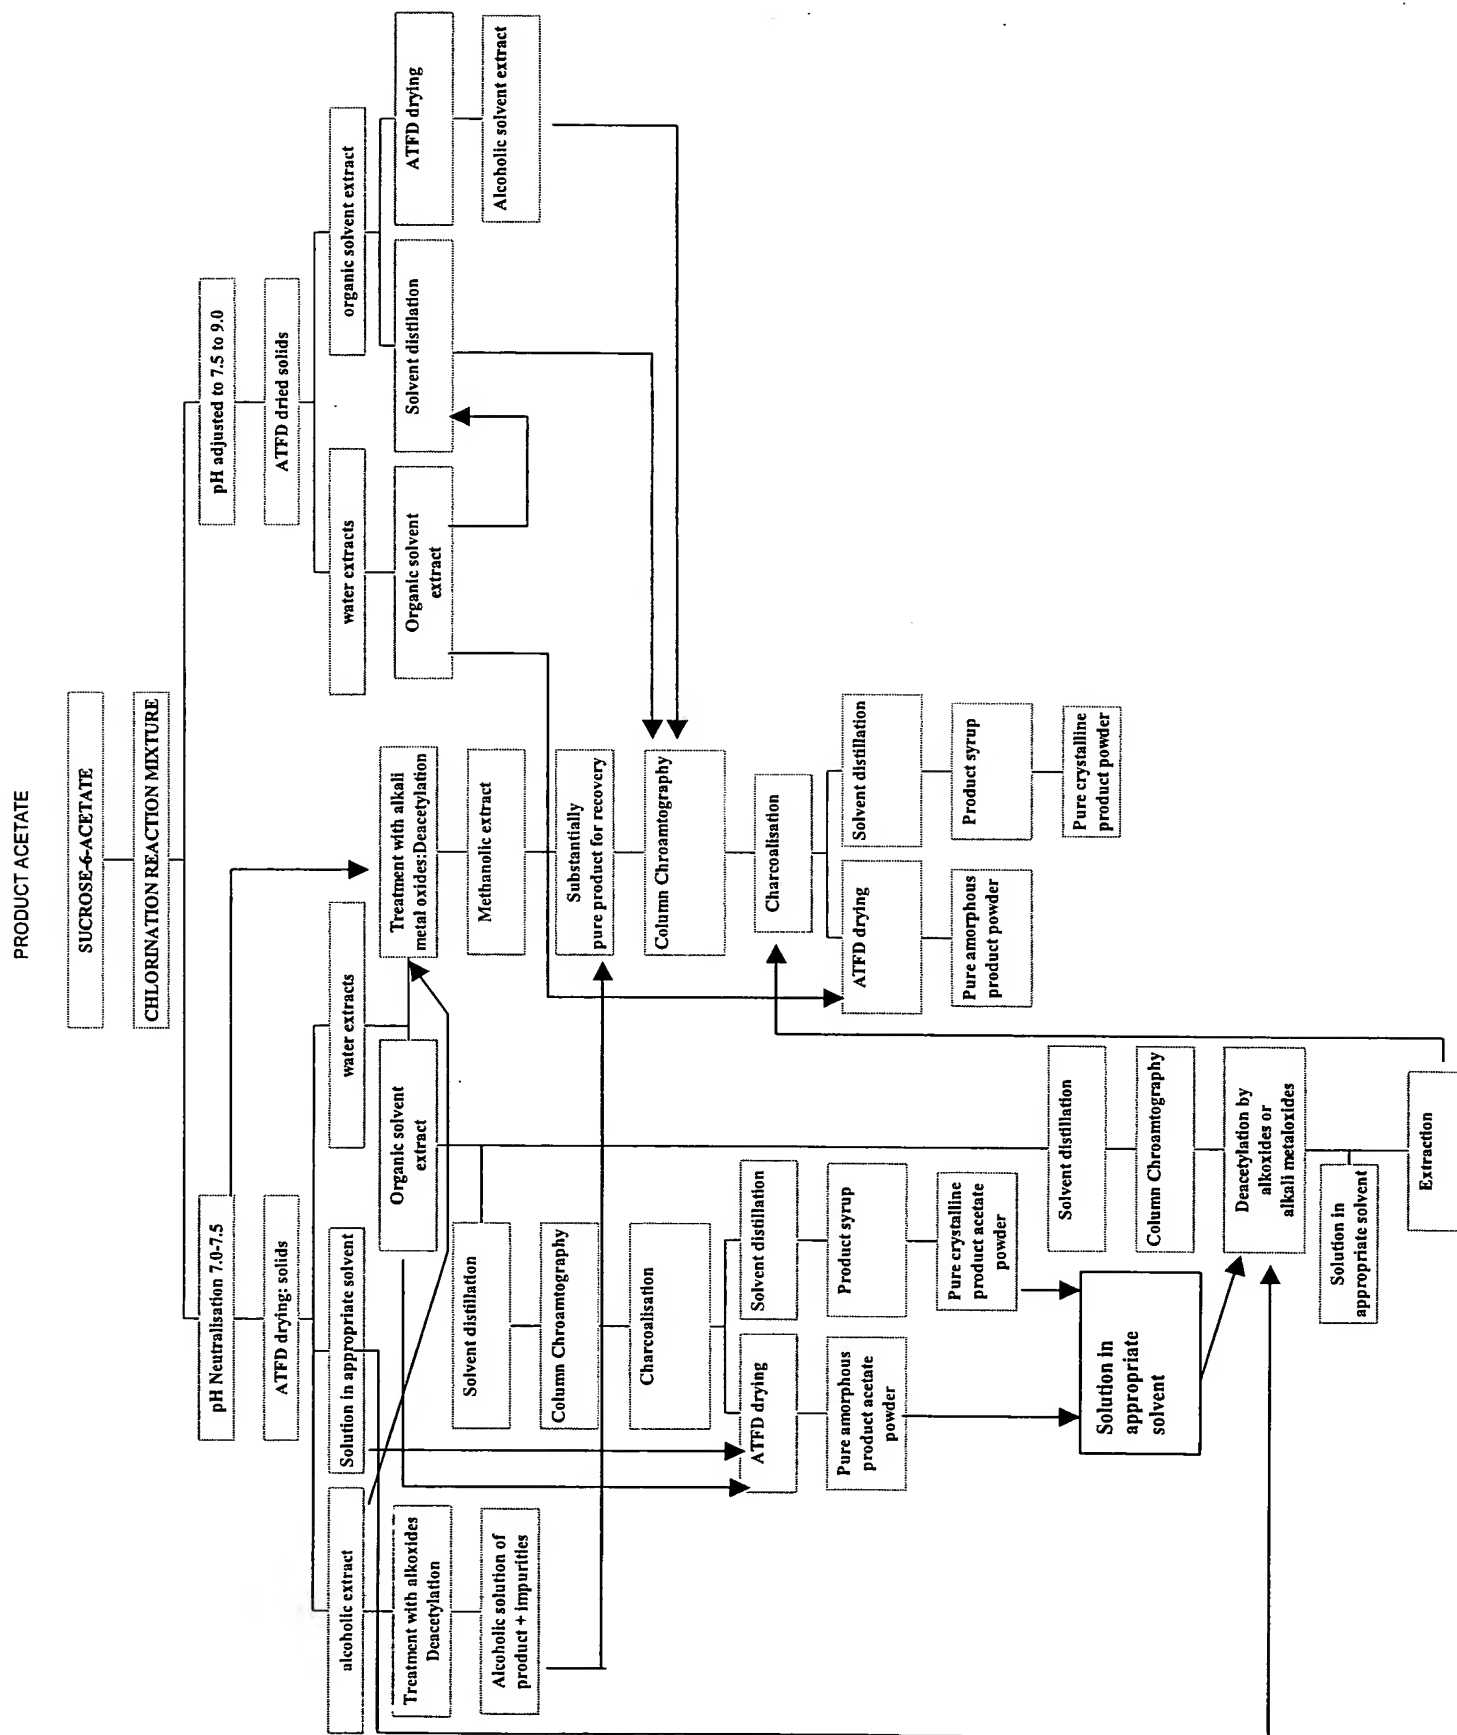 PRODUCT ACETATE
SUCROSE-6-ACETATE
CHLORINATION REACTION MIXTURE
pH Neutralisation 7.0-7.5
pH adjusted to 7.5 to 9.0
ATFD drying: solids
ATFD dried solids
alcoholic extract
Solution in appropriate solvent
water extracts
water extracts
organic solvent extract
Treatment with alkoxides
Deacetylation
Organic solvent
extract
Treatment with alkali
metal oxides:Deacetylation
Organic solvent
extract
Solvent distilation
ATFD drying
Alcoholic solution of
product + impurities
Solvent distillation
Methanolic extract
Alcoholic solvent extract
Column Chroamtography
Substantially
pure product for recovery
Charcoalisation
Column Chroamtography
ATFD drying
Solvent distillation
Charcoalisation
Pure amorphous
product acetate
powder
Product syrup
ATFD drying
Solvent distillation
Pure crystalline
product acetate
powder
Pure amorphous
product powder
Product syrup
Pure crystalline
product powder
Solution in
appropriate
solvent
Solvent distillation
Column Chroamtography
Deacetylation by
alkoxides or
alkali metaloxides
Solution in
appropriate solvent
Extraction